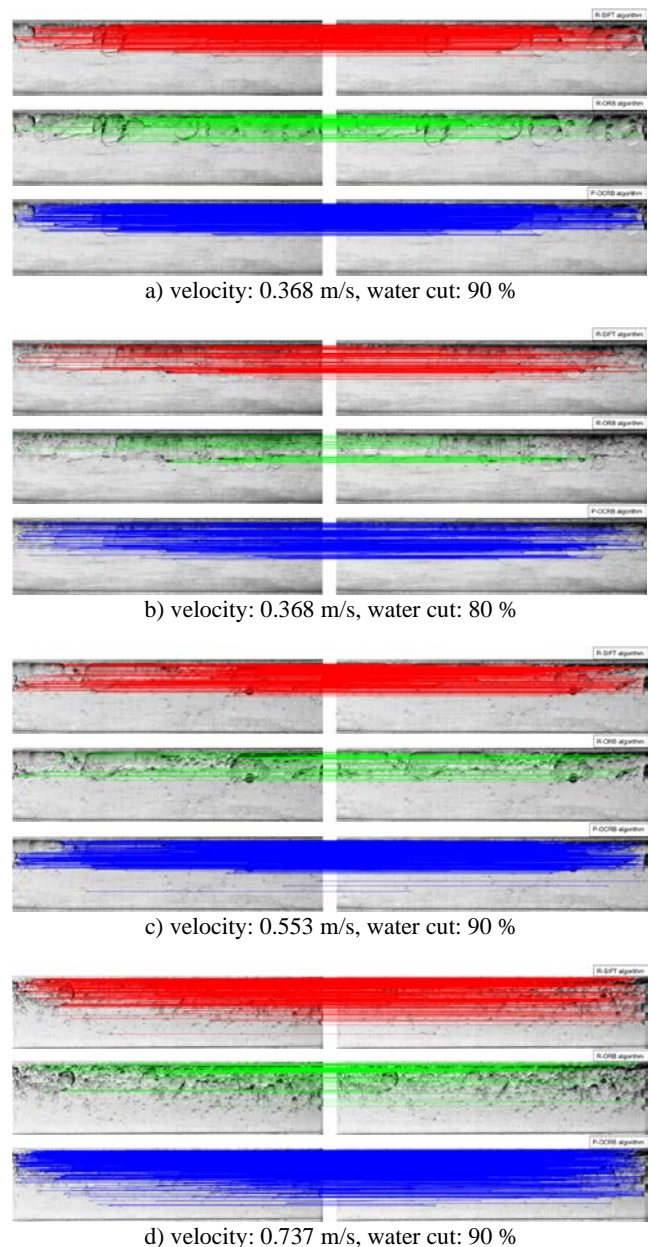 R-SIFT algorithm
R-ORB algorithm
P-OCRB algorithm
a) velocity: 0.368 m/s, water cut: 90 %
R-SIFT algorithm
R-ORB algorithm
P-OCRB algorithm
b) velocity: 0.368 m/s, water cut: 80 %
R-SIFT algorithm
R-ORB algorithm
P-OCRB algorithm
c) velocity: 0.553 m/s, water cut: 90 %
R-SIFT algorithm
R-ORB algorithm
P-OCRB algorithm
d) velocity: 0.737 m/s, water cut: 90 %